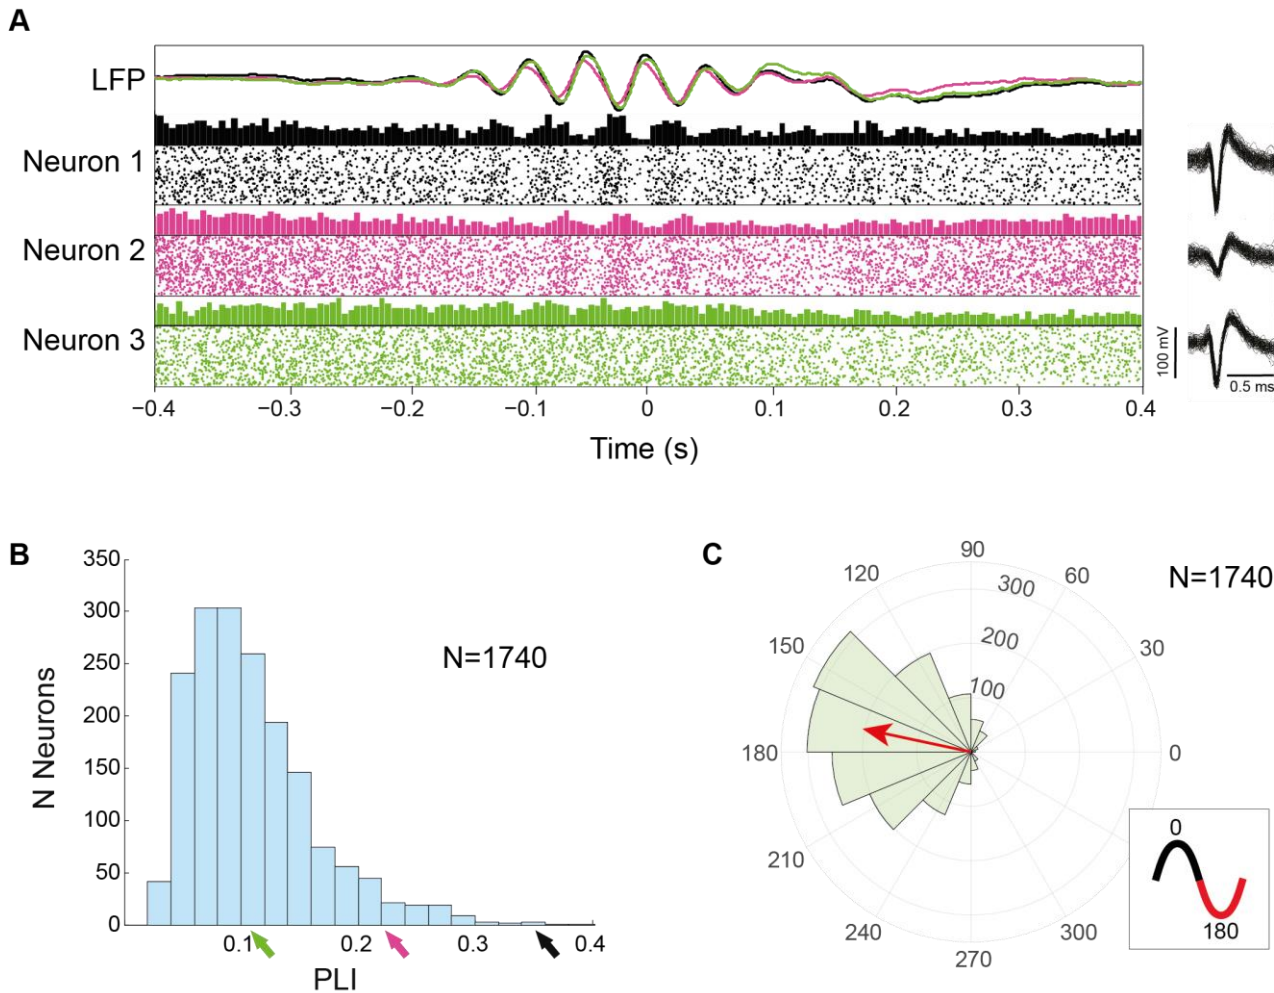 A
LFP
Neuron 1
Neuron 2
Neuron 3
100 mV
0.5 ms
−0.4 −0.3 −0.2 −0.1 0 0.1 0.2 0.3 0.4
Time (s)
B
N Neurons
350
300
250
200
150
100
50
0
N=1740
0.1 0.2 0.3 0.4
PLI
C
N=1740
90
120 60
300
150 30
200
100
180 0
210
240 300
270
0
180